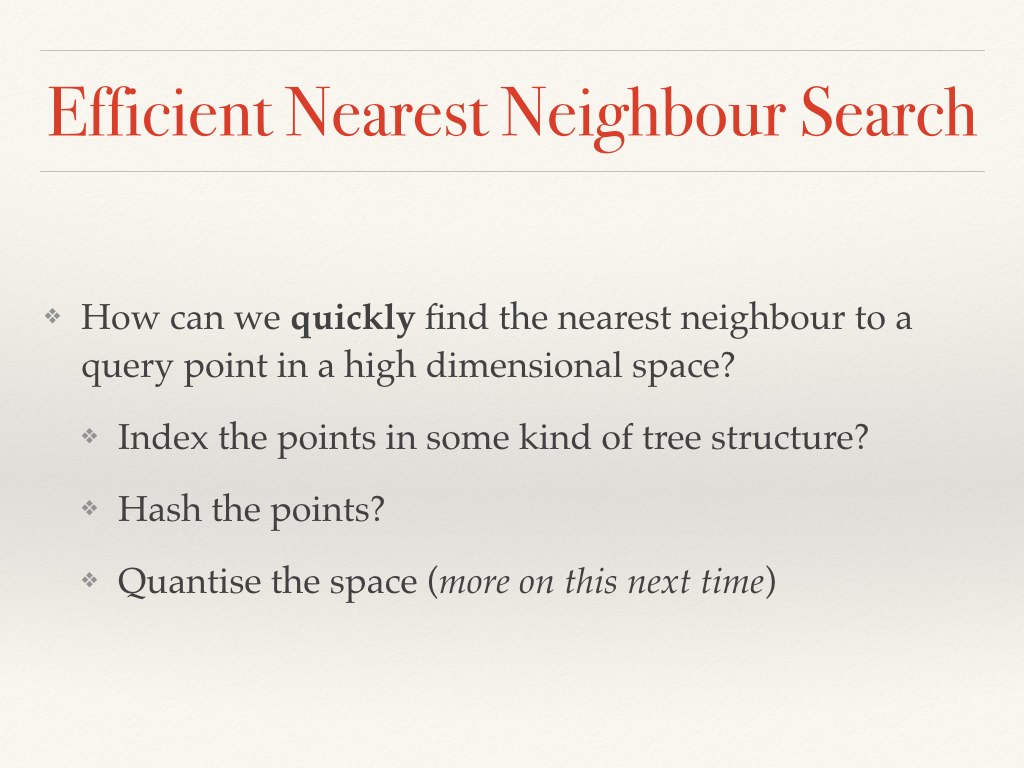 Efficient Nearest Neighbour Search
❖ How can we quickly find the nearest neighbour to a
query point in a high dimensional space?
❖ Index the points in some kind of tree structure?
❖ Hash the points?
❖ Quantise the space (more on this next time)